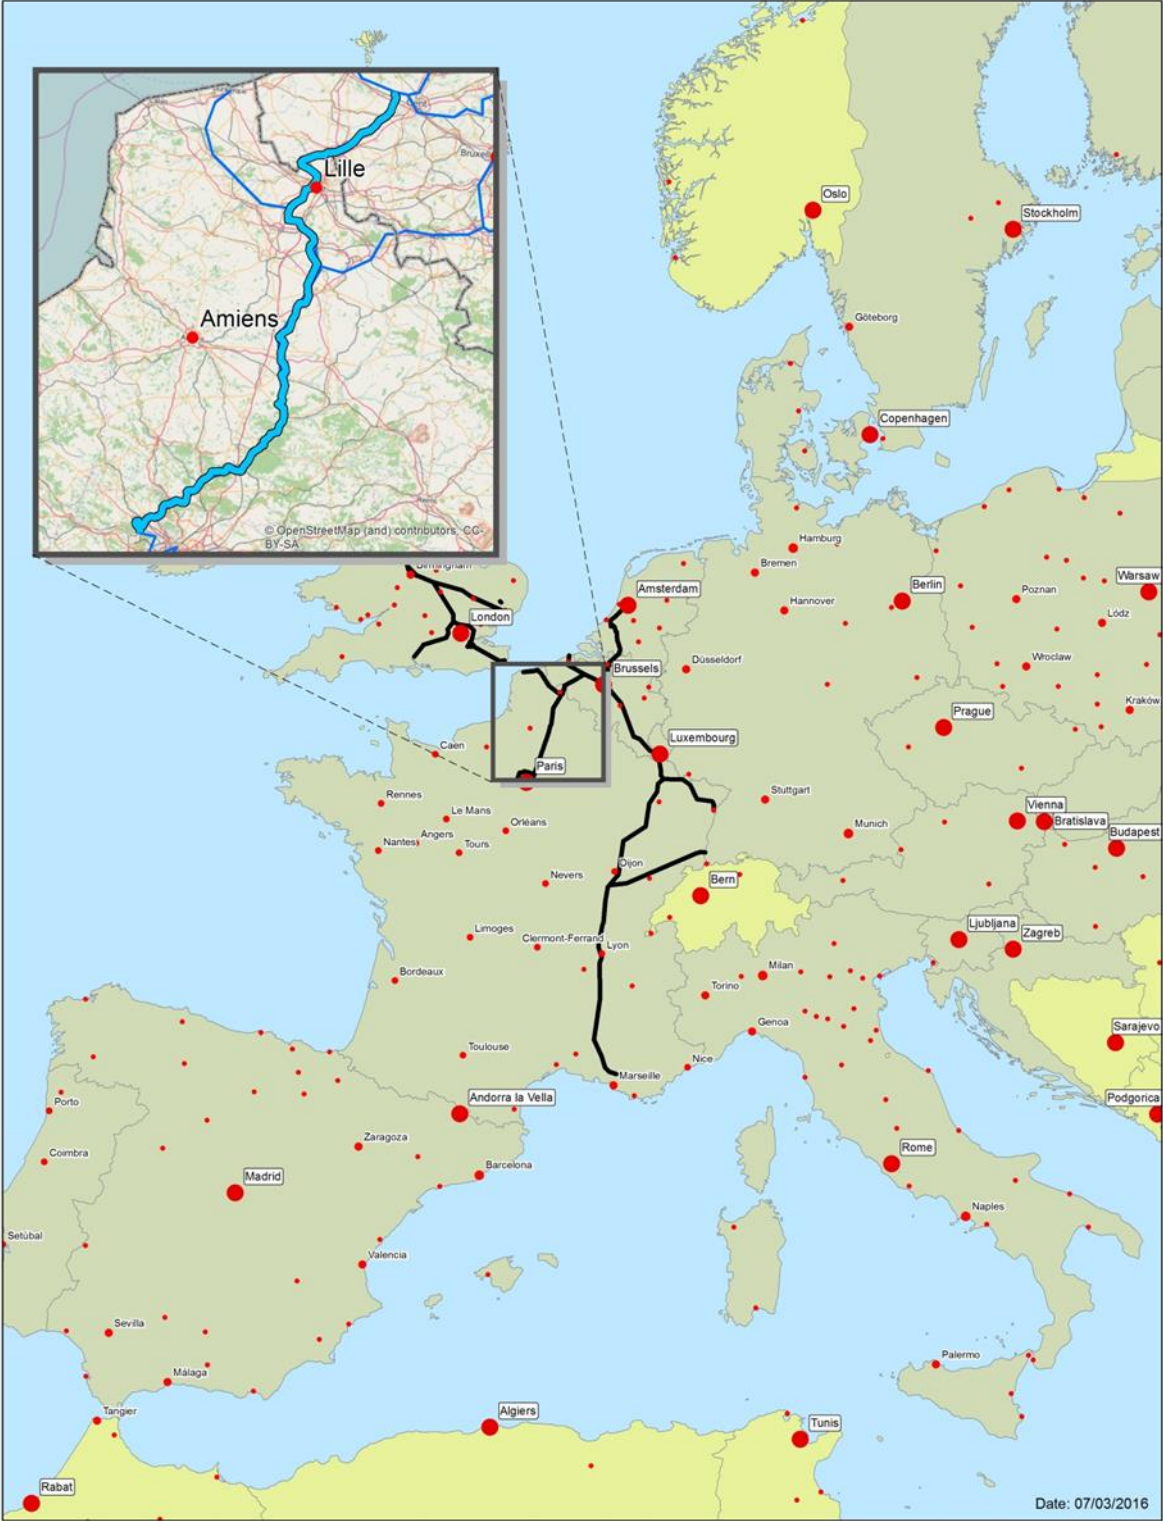 Oslo
Stockholm
Lille
Göteborg
Amiens
Copenhagen
© OpenStreetMap (and) contributors, CC-
BY-SA
Hamburg
Birmingham
Bremen
Warsaw
Berlin
Poznan
Amsterdam
Hannover
London
Lódz
Wroclaw
Brussels
Düsseldorf
Kraków
Prague
Luxembourg
Caen
Paris
Stuttgart
Rennes
Le Mans
Vienna
Orléans
Bratislava
Munich
Angers
Budapest
Nantes
Tours
Dijon
Nevers
Bern
Ljubljana
Limoges
Zagreb
Clermont-Ferrand
Lyon
Milan
Bordeaux
Torino
Genoa
Sarajevo
Toulouse
Nice
Marseille
Andorra la Vella
Podgorica
Porto
Zaragoza
Rome
Coimbra
Barcelona
Madrid
Naples
Setúbal
Valencia
Sevilla
Palermo
Málaga
Tangier
Algiers
Tunis
Rabat
Date: 07/03/2016